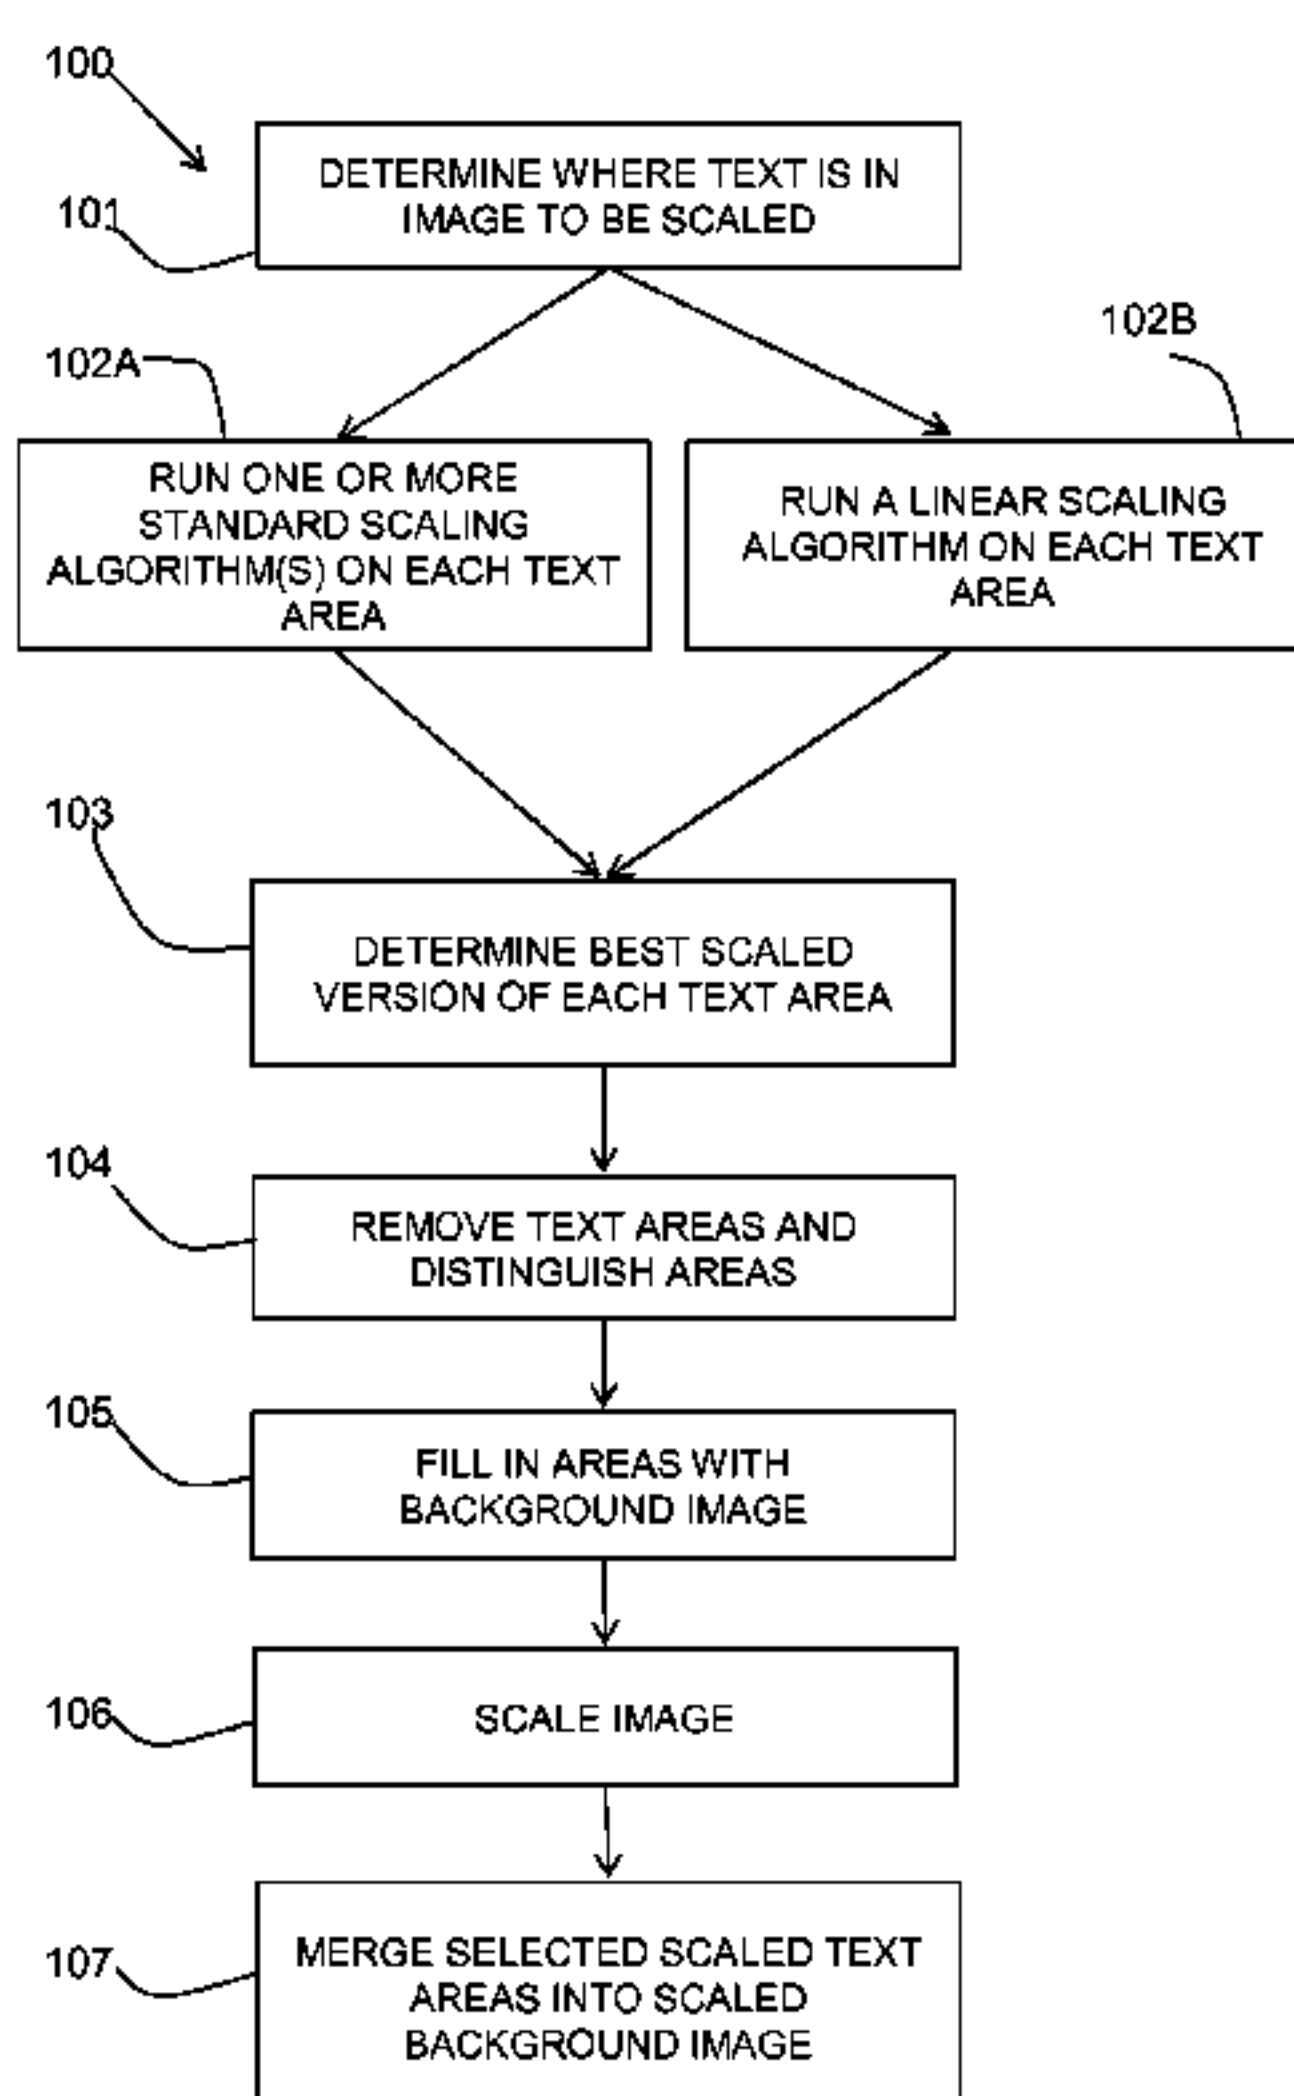 100
DETERMINE WHERE TEXT IS IN
IMAGE TO BE SCALED
101
102B
102A
RUN ONE OR MORE
STANDARD SCALING
ALGORITHM(S) ON EACH TEXT
AREA
RUN A LINEAR SCALING
ALGORITHM ON EACH TEXT
AREA
103
DETERMINE BEST SCALED
VERSION OF EACH TEXT AREA
104
REMOVE TEXT AREAS AND
DISTINGUISH AREAS
105
FILL IN AREAS WITH
BACKGROUND IMAGE
106
SCALE IMAGE
107
MERGE SELECTED SCALED TEXT
AREAS INTO SCALED
BACKGROUND IMAGE